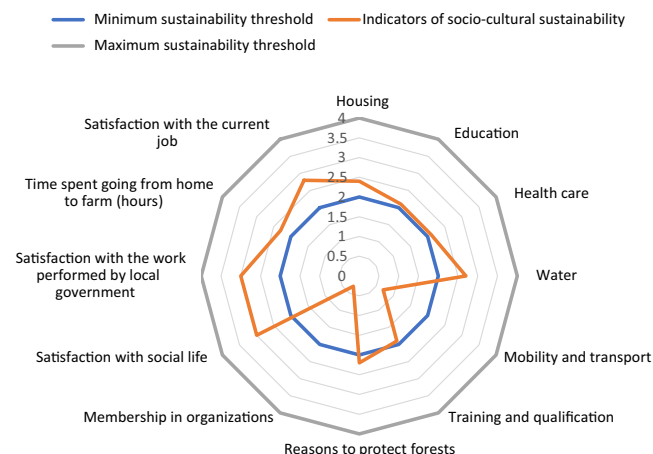 Minimum sustainability threshold
Indicators of socio-cultural sustainability
Maximum sustainability threshold
Housing
Education
Health care
Water
Mobility and transport
Training and qualification
Reasons to protect forests
Membership in organizations
Satisfaction with social life
Satisfaction with the work
performed by local
government
Time spent going from home
to farm (hours)
Satisfaction with the current
job
4
3.5
3
2.5
2
1.5
1
0.5
0